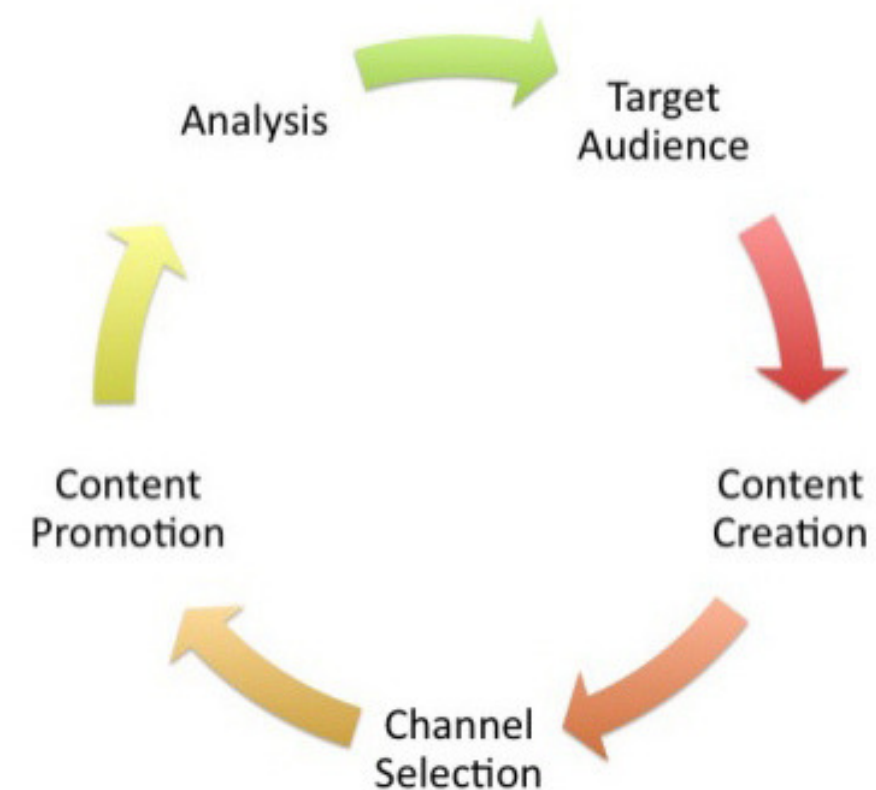 Analysis
Target
Audience
Content
Creation
Channel
Selection
Content
Promotion